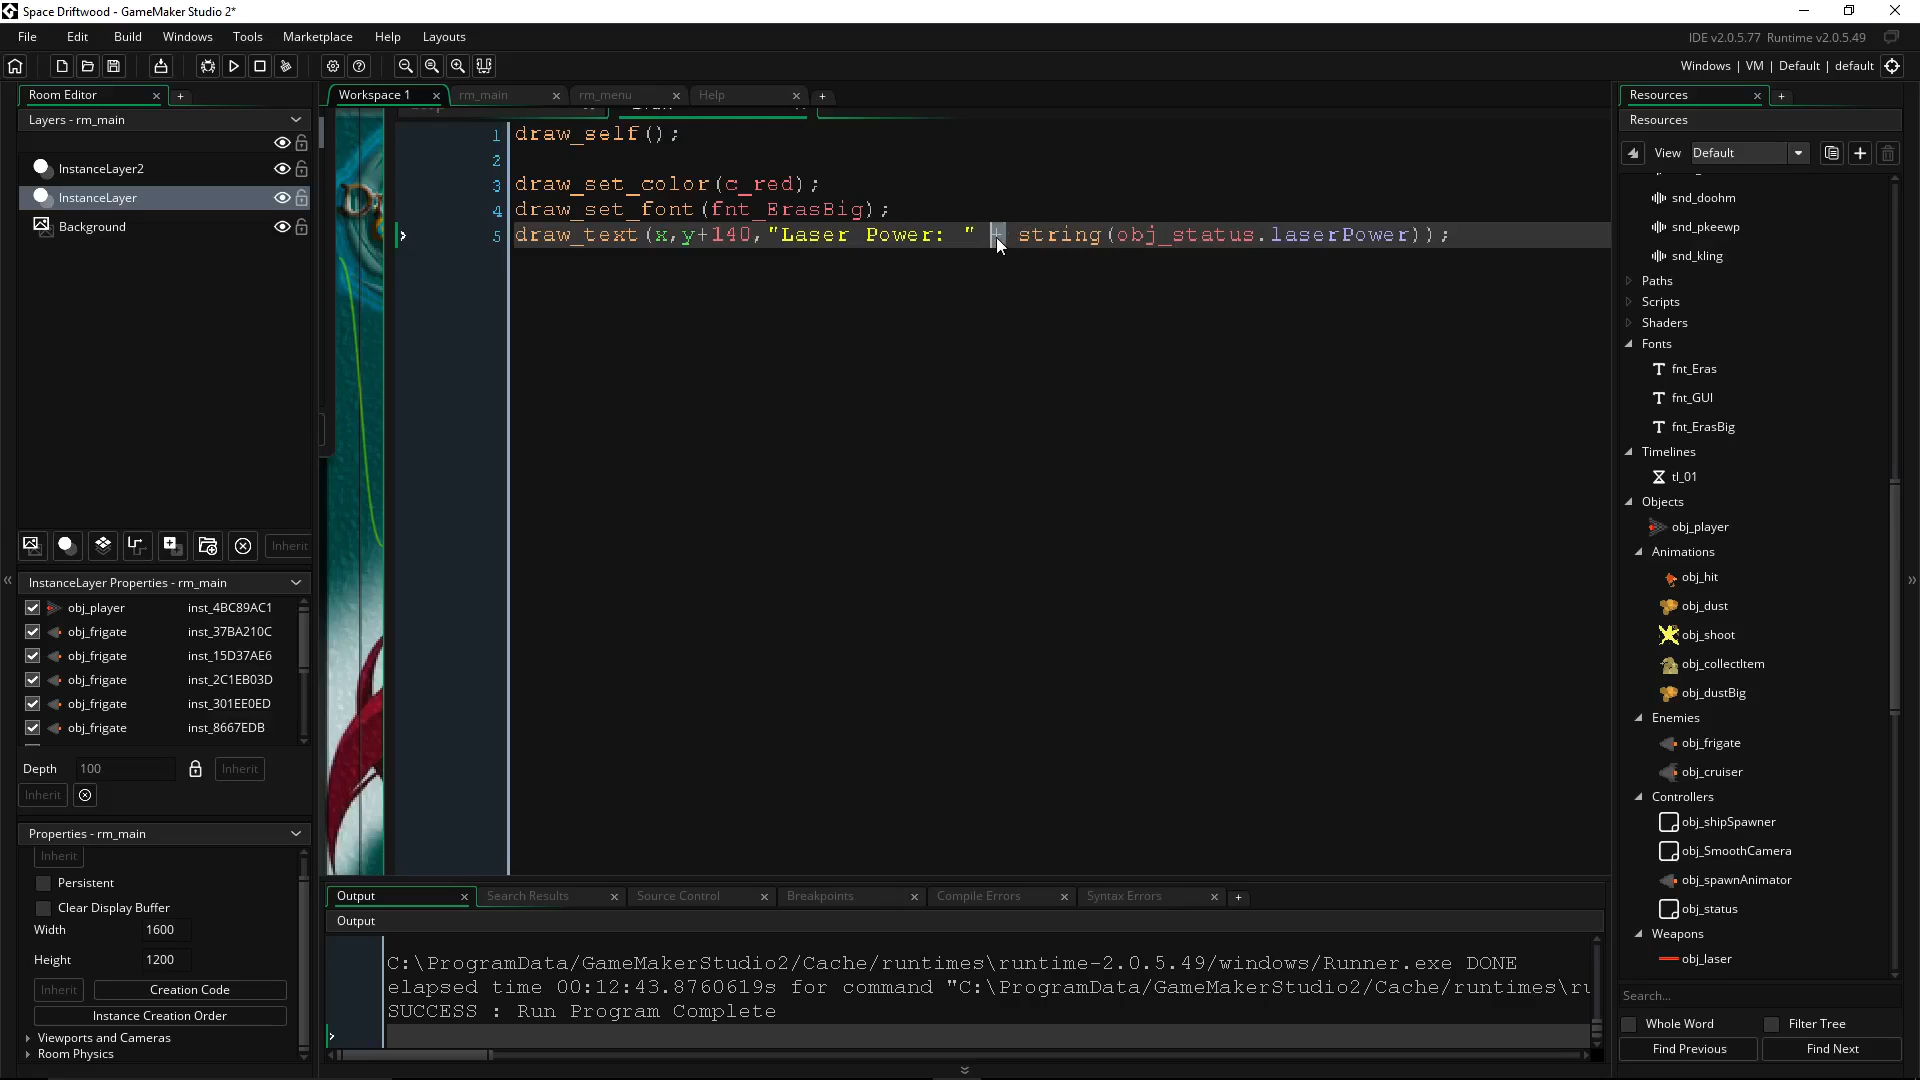 Space Driftwood - GameMaker Studio 2*
File Edit Build Windows Tools Marketplace Help Layouts
IDE v2.0.5.77 Runtime v2.0.5.49
Windows | VM | Default | default
Room Editor
Layers - rm_main
InstanceLayer2
InstanceLayer
Background
Inherit
InstanceLayer Properties - rm_main
obj_player inst_4BC89AC1
obj_frigate inst_37BA210C
obj_frigate inst_15D37AE6
obj_frigate inst_2C1EB03D
obj_frigate inst_301EE0ED
obj_frigate inst_8667EDB
Depth 100 Inherit
Inherit
Properties - rm_main
Inherit
Persistent
Clear Display Buffer
Width 1600
Height 1200
Inherit Creation Code
Instance Creation Order
Viewports and Cameras
Room Physics
Workspace 1 rm_main rm_menu Help
1 draw_self();
2
3 draw_set_color(c_red);
4 draw_set_font(fnt_ErasBig);
5 draw_text(x,y+140,"Laser Power: " + string(obj_status.laserPower));
Output Search Results Source Control Breakpoints Compile Errors Syntax Errors
Output
C:\ProgramData/GameMakerStudio2/Cache/runtimes\runtime-2.0.5.49/windows/Runner.exe DONE
elapsed time 00:12:43.8760619s for command "C:\ProgramData/GameMakerStudio2/Cache/runtimes\ru
SUCCESS : Run Program Complete
Resources
Resources
View Default
snd_doohm
snd_pkeewp
snd_kling
Paths
Scripts
Shaders
Fonts
fnt_Eras
fnt_GUI
fnt_ErasBig
Timelines
tl_01
Objects
obj_player
Animations
obj_hit
obj_dust
obj_shoot
obj_collectItem
obj_dustBig
Enemies
obj_frigate
obj_cruiser
Controllers
obj_shipSpawner
obj_SmoothCamera
obj_spawnAnimator
obj_status
Weapons
obj_laser
Search...
Whole Word Filter Tree
Find Previous Find Next